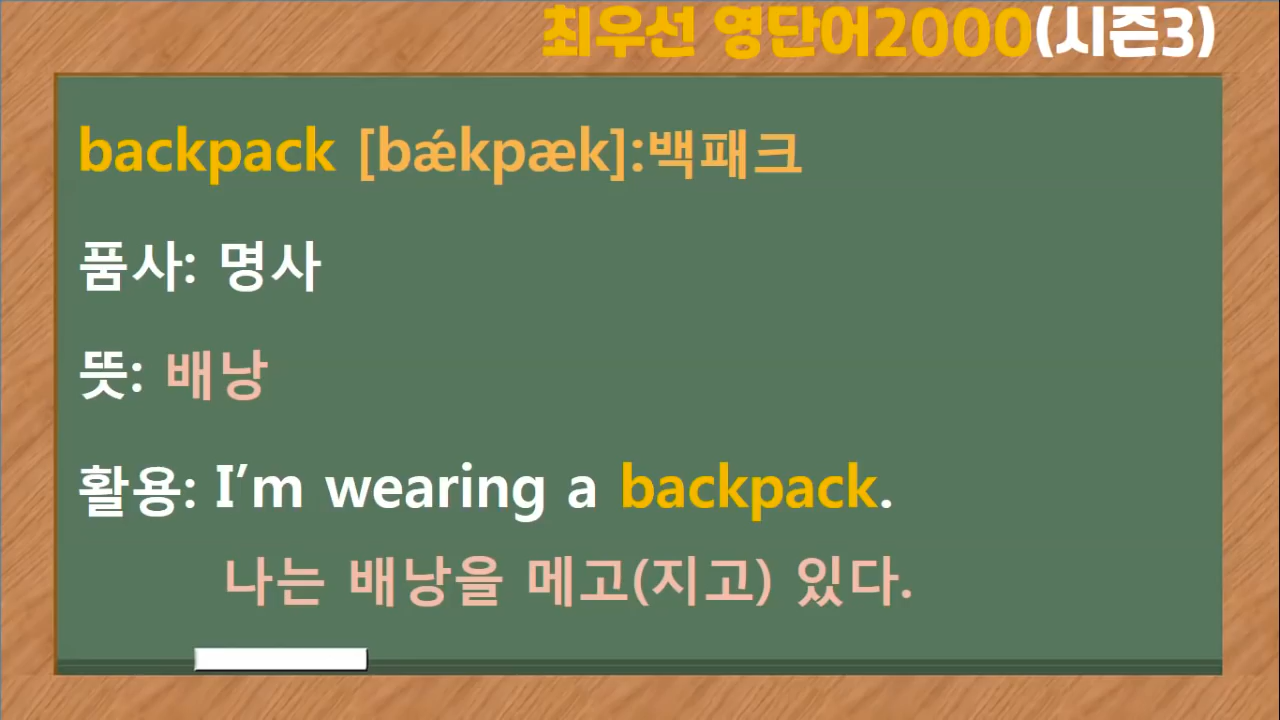 최우선 영단어2000(시즌3)
backpack [bǽkpæk]:백패크
품사: 명사
뜻: 배낭
활용: I’m wearing a backpack.
나는 배낭을 메고(지고) 있다.